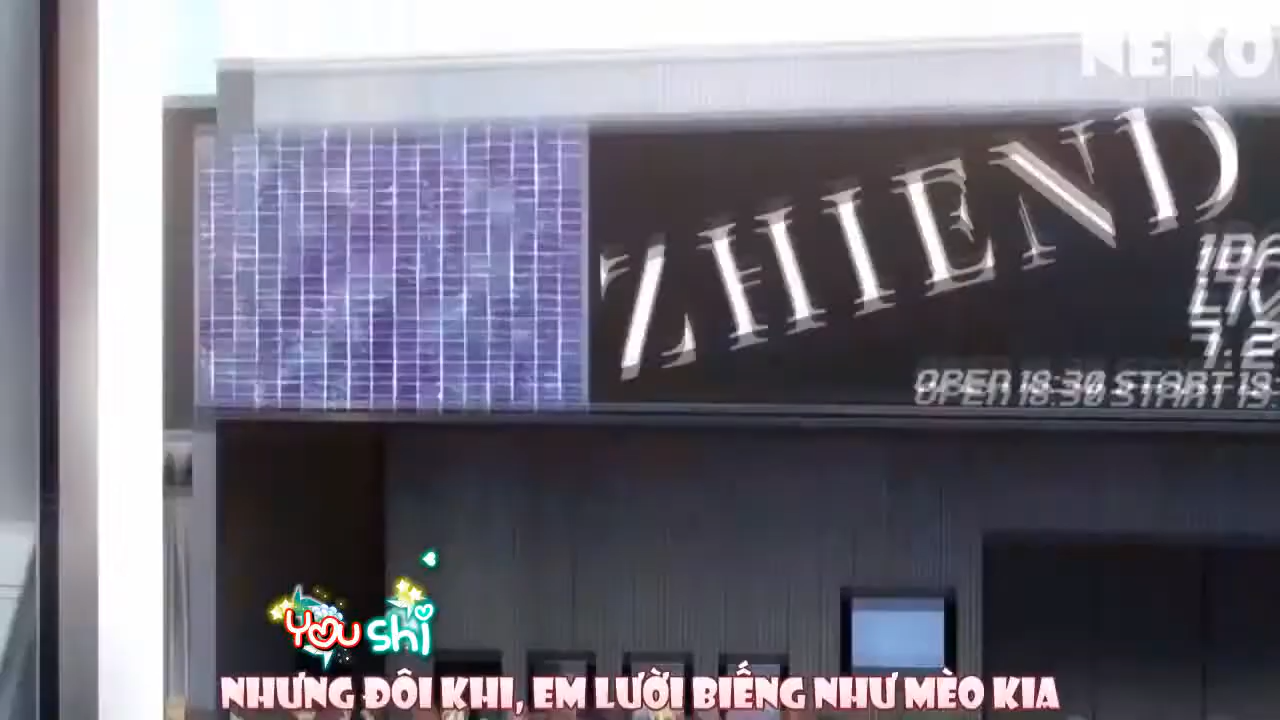 NEKO
ZHIEND
OPEN 18:30 START 19:
You shi
NHƯNG ĐÔI KHI, EM LƯỜI BIẾNG NHƯ MÈO KIA